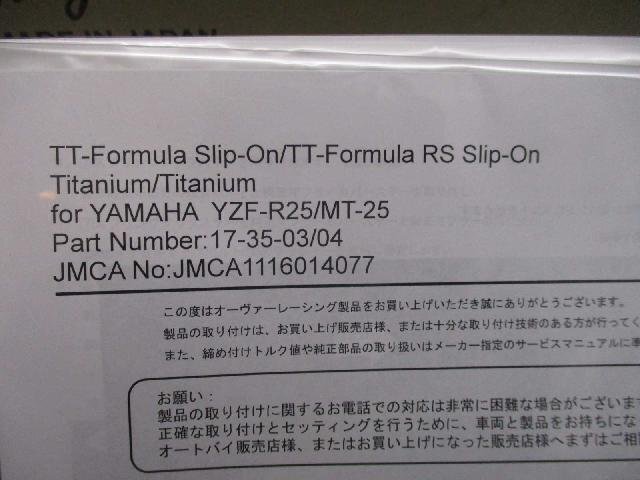 MADE IN JAPAN
TT-Formula Slip-On/TT-Formula RS Slip-On
Titanium/Titanium
for YAMAHA YZF-R25/MT-25
Part Number:17-35-03/04
JMCA No:JMCA1116014077
この度はオーヴァーレーシング製品をお買い上げいただき誠にありがとうございます。
製品の取り付けは、お買い上げ販売店様、または十分な取り付け技術のある方が行ってく
また、締め付けトルク値や純正部品の取り扱いはメーカー指定のサービスマニュアルに準
お願い：
製品の取り付けに関するお電話での対応は非常に困難な場合がございま
正確な取り付けとセッティングを行うために、車両と製品をお持ちにな
オートバイ販売店様、またはお買い上げになった販売店様へまずはご相